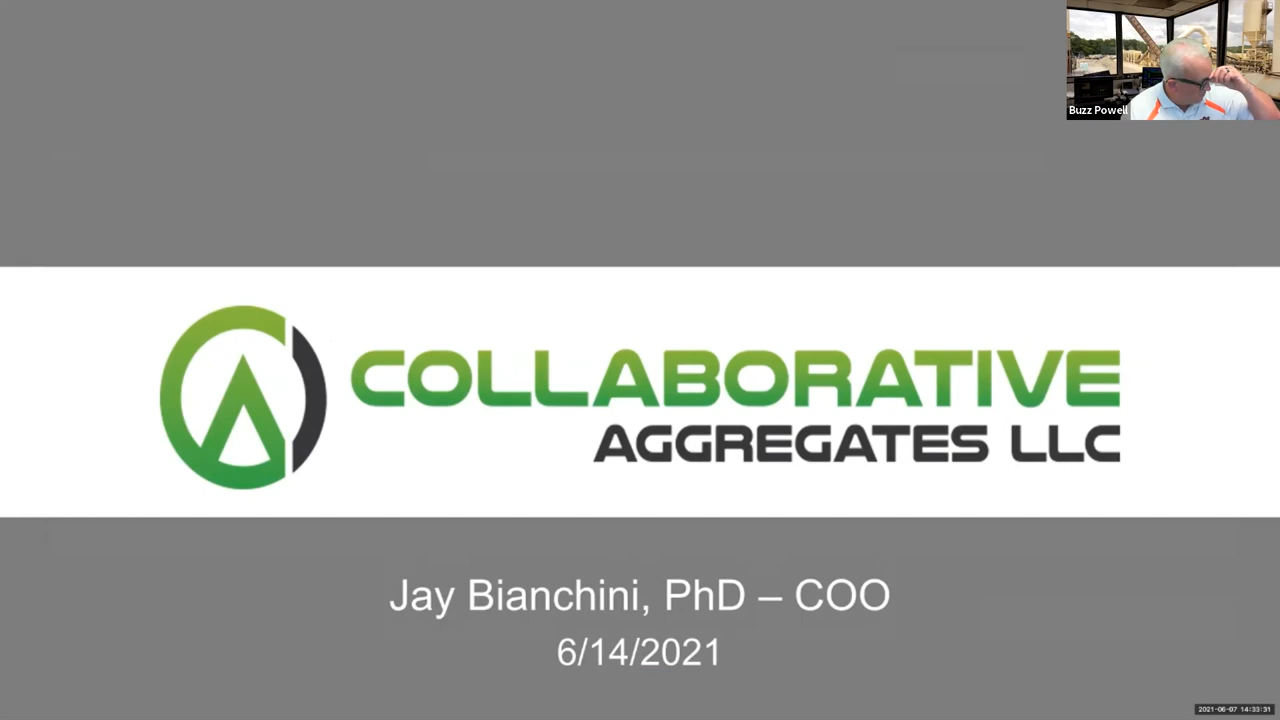 Buzz Powell
COLLABORATIVE
AGGREGATES LLC
Jay Bianchini, PhD – COO
6/14/2021
2021-06-07 14:33:31